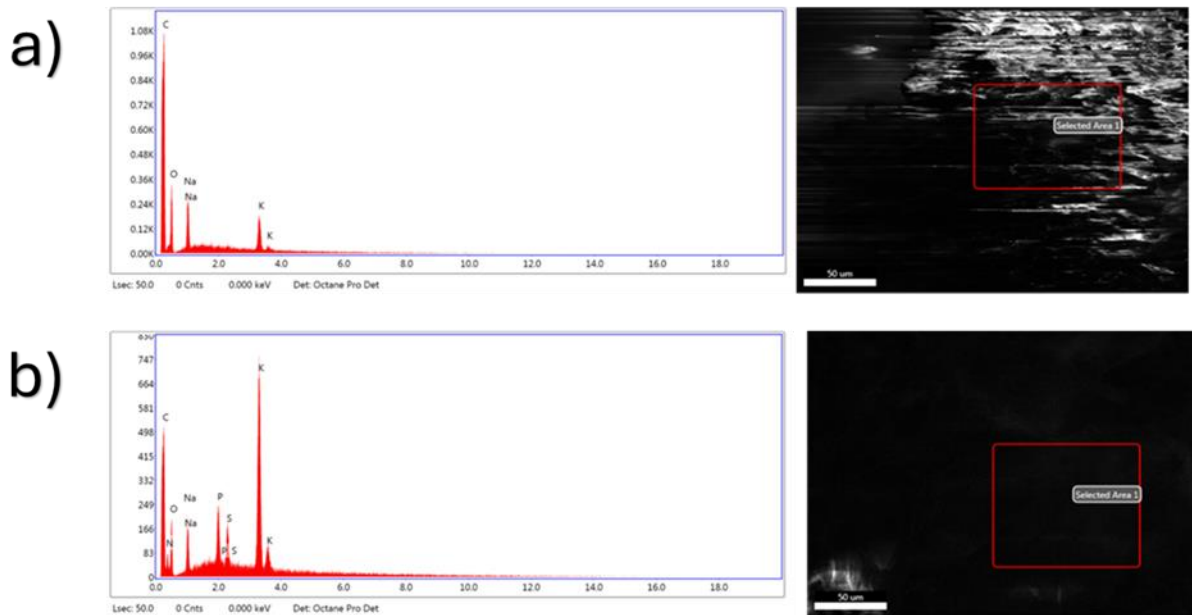 a)
1.08K
0.96K
0.84K
0.72K
0.60K
0.48K
0.36K
0.24K
0.12K
0.00K
C
O
Na
Na
K
K
0.0 2.0 4.0 6.0 8.0 10.0 12.0 14.0 16.0 18.0
Lsec: 50.0 0 Cnts 0.000 keV Det: Octane Pro Det
Selected Area 1
50 um
b)
747
664
581
498
415
332
249
166
83
0
C
O
N
Na
Na
P
P
S
S
K
K
0.0 2.0 4.0 6.0 8.0 10.0 12.0 14.0 16.0 18.0
Lsec: 50.0 0 Cnts 0.000 keV Det: Octane Pro Det
Selected Area 1
50 um